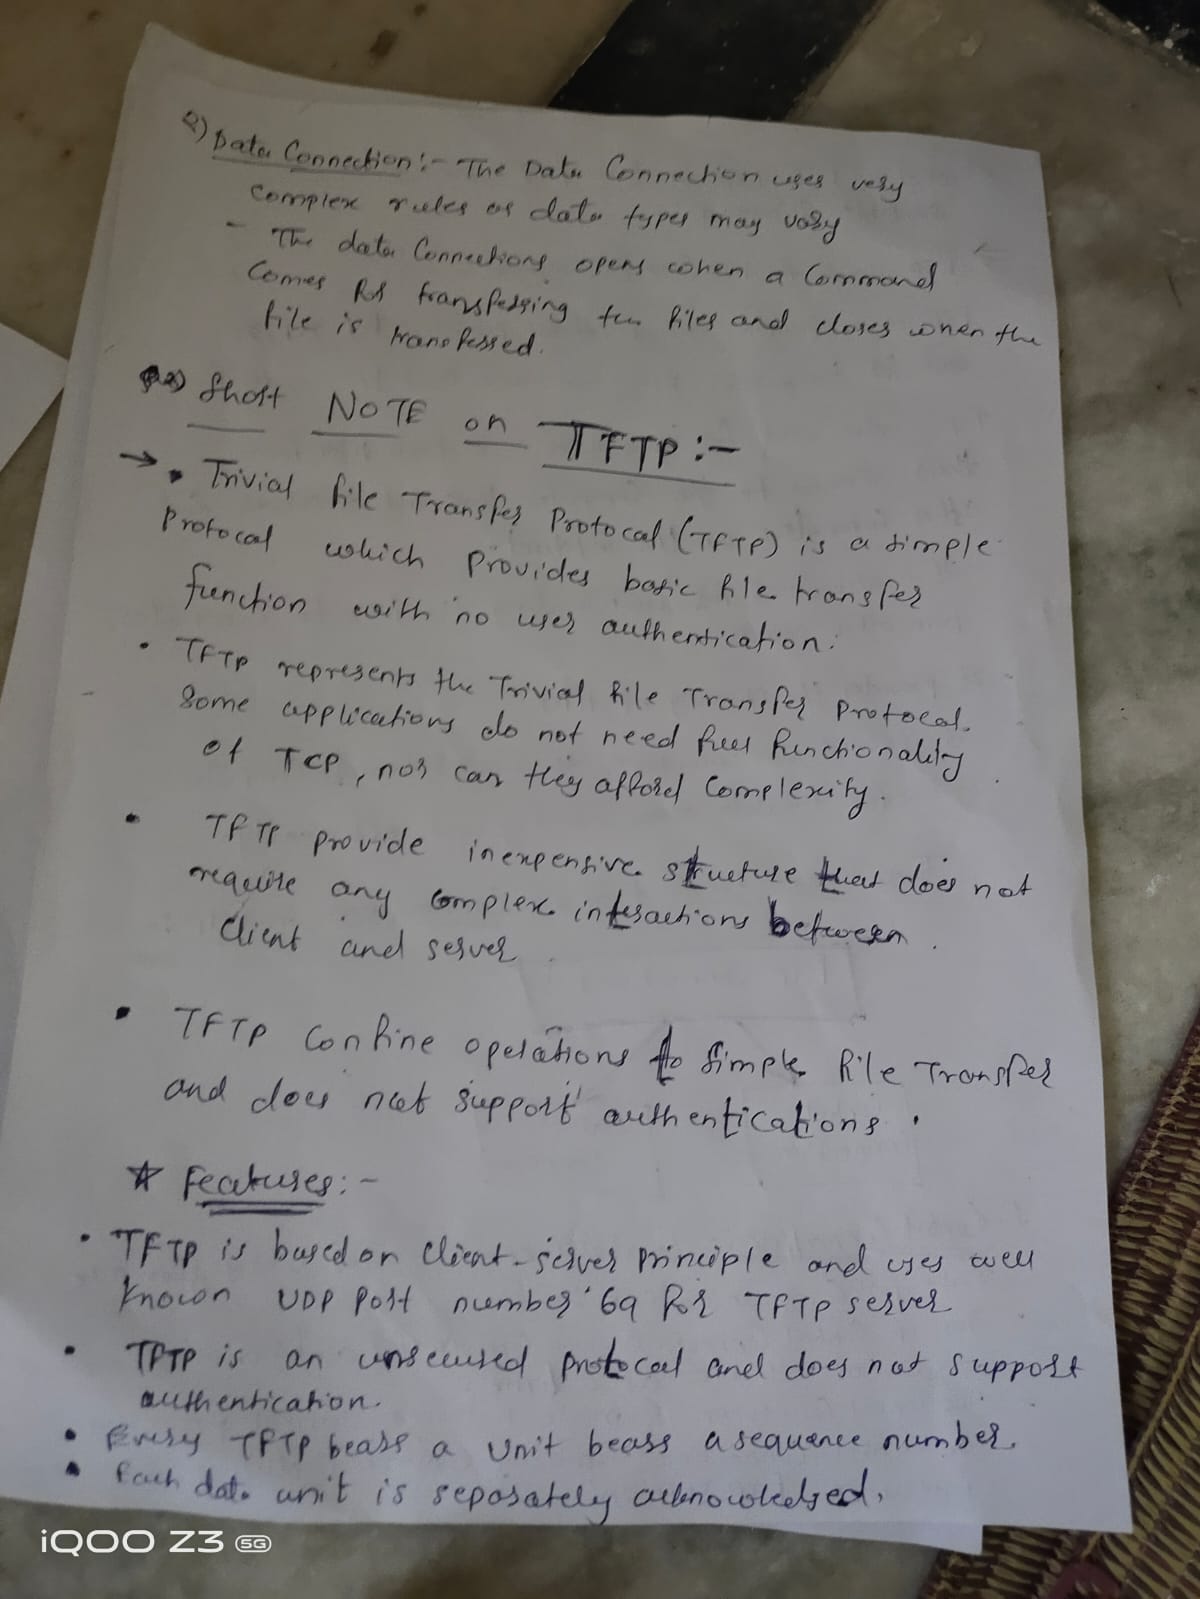 2) Data Connection:- The Data Connection uses very
complex rules as data types may vary
- The data Connections opens when a Command
Comes for transferring the files and closes when the
file is transferred.
Short NOTE on TFTP:-
→ • Trivial file Transfer Protocal (TFTP) is a simple
Protocal which provides basic file transfer
function with no user authentication.
• TFTP represents the Trivial file Transfer Protocal.
Some applications do not need full functionality
of TCP, nor can they afford complexity.
• TFTP provide inexpensive structure that does not
require any complex interactions between
client and server.
• TFTP Confine operations to simple file Transfer
and does not support authentications.
☆ Features:-
• TFTP is based on Client-server principle and uses well
known UDP Port number 69 for TFTP server
• TFTP is an unsecured protocal and does not support
authentication.
• Every TFTP bears a unit bears a sequence number.
• Each data unit is separately acknowledged.
iQOO Z3 5G